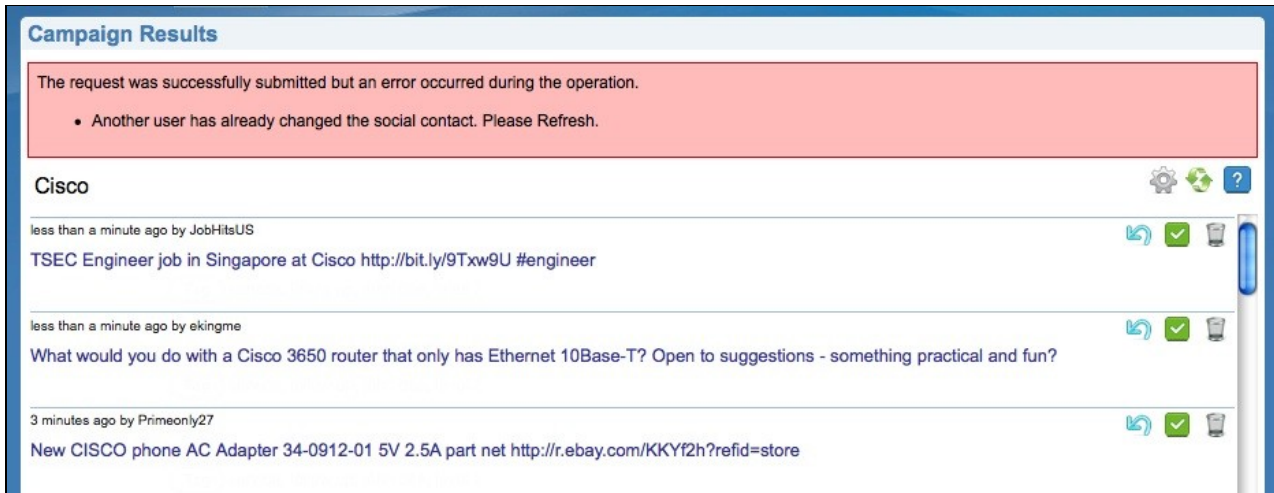 Campaign Results
The request was successfully submitted but an error occurred during the operation.
• Another user has already changed the social contact. Please Refresh.
Cisco
?
less than a minute ago by JobHitsUS
TSEC Engineer job in Singapore at Cisco http://bit.ly/9Txw9U #engineer
less than a minute ago by ekingme
What would you do with a Cisco 3650 router that only has Ethernet 10Base-T? Open to suggestions - something practical and fun?
3 minutes ago by Primeonly27
New CISCO phone AC Adapter 34-0912-01 5V 2.5A part net http://r.ebay.com/KKYf2h?refid=store